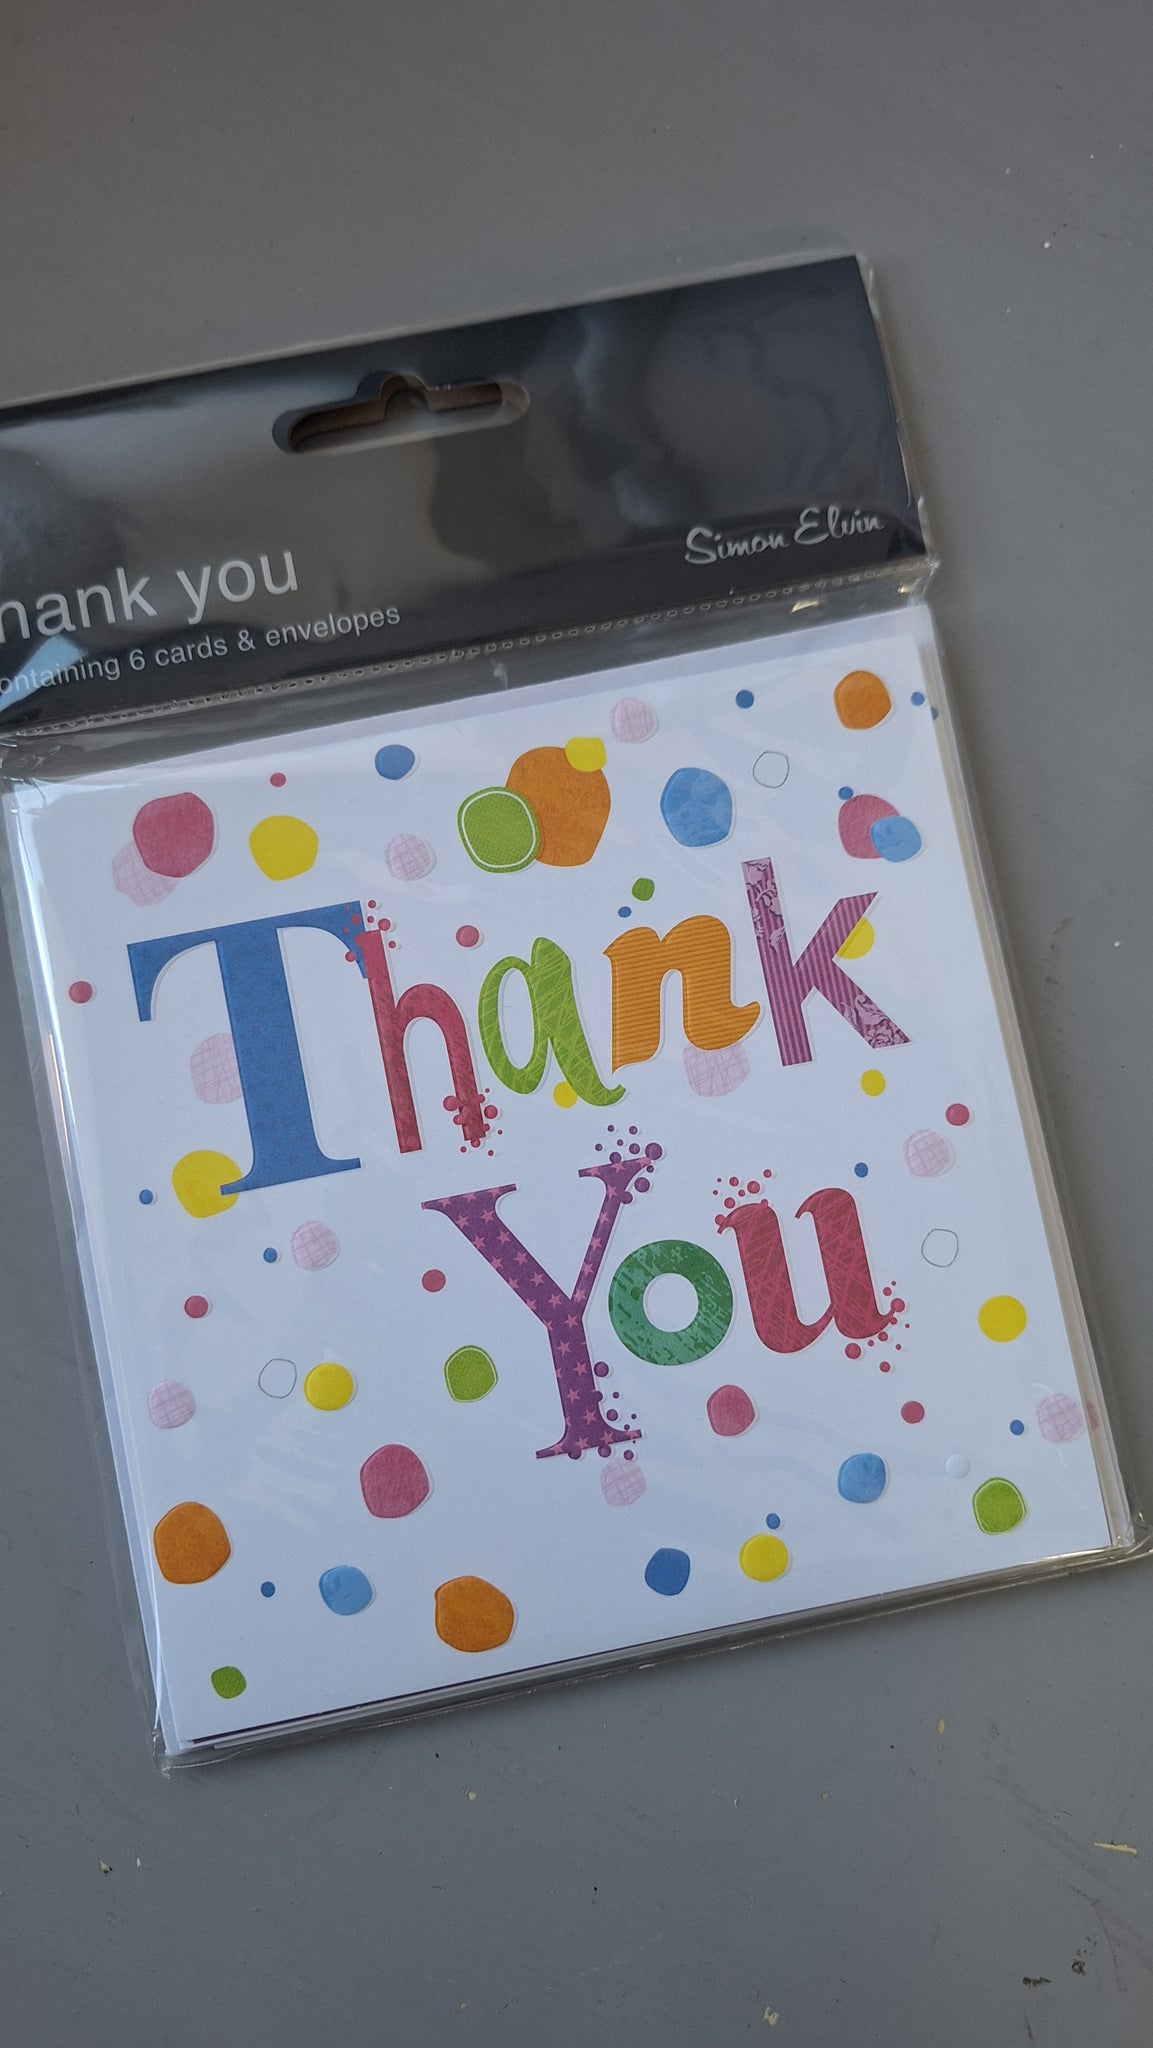 Simon Elvin
hank you
ontaining 6 cards & envelopes
Thank
You